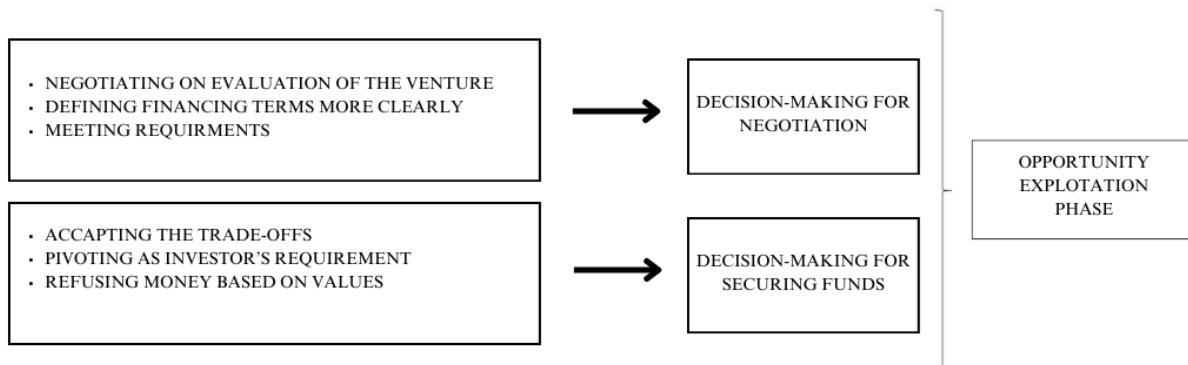 • NEGOTIATING ON EVALUATION OF THE VENTURE
• DEFINING FINANCING TERMS MORE CLEARLY
• MEETING REQUIRMENTS
DECISION-MAKING FOR
NEGOTIATION
• ACCAPTING THE TRADE-OFFS
• PIVOTING AS INVESTOR'S REQUIREMENT
• REFUSING MONEY BASED ON VALUES
DECISION-MAKING FOR
SECURING FUNDS
OPPORTUNITY
EXPLOTATION
PHASE